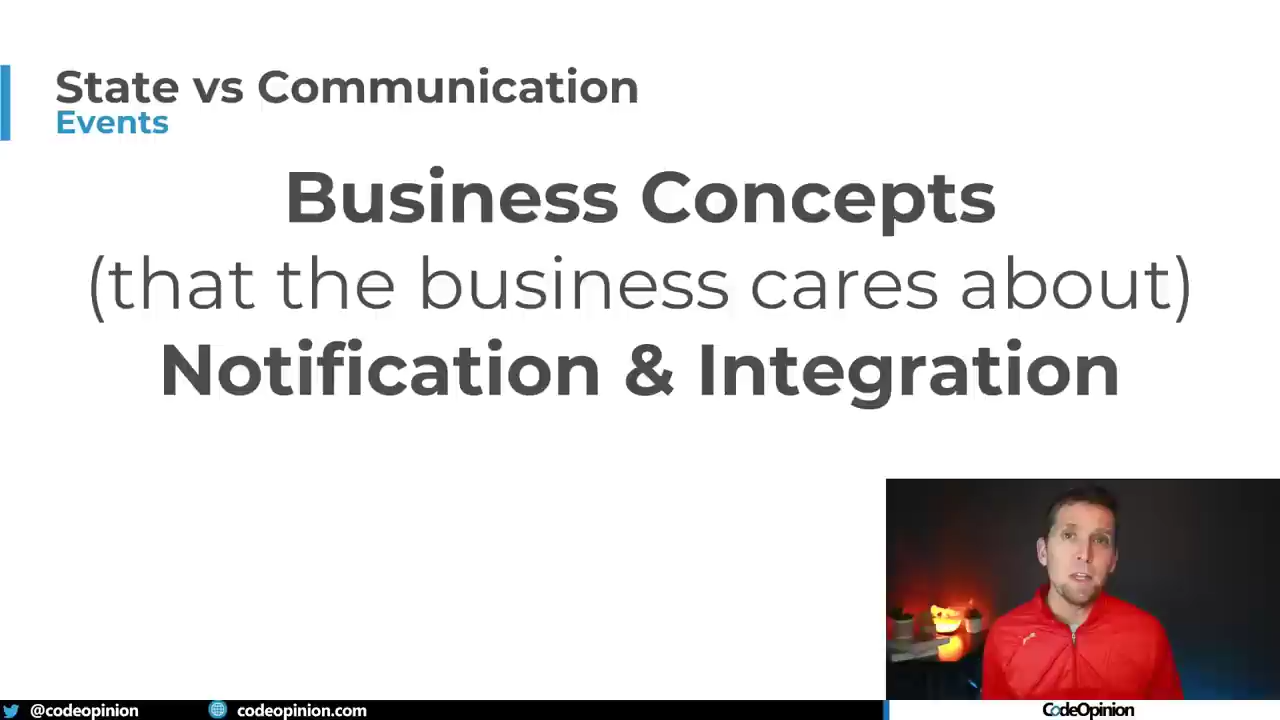 State vs Communication
Events
Business Concepts
(that the business cares about)
Notification & Integration
@codeopinion
codeopinion.com
CodeOpinion